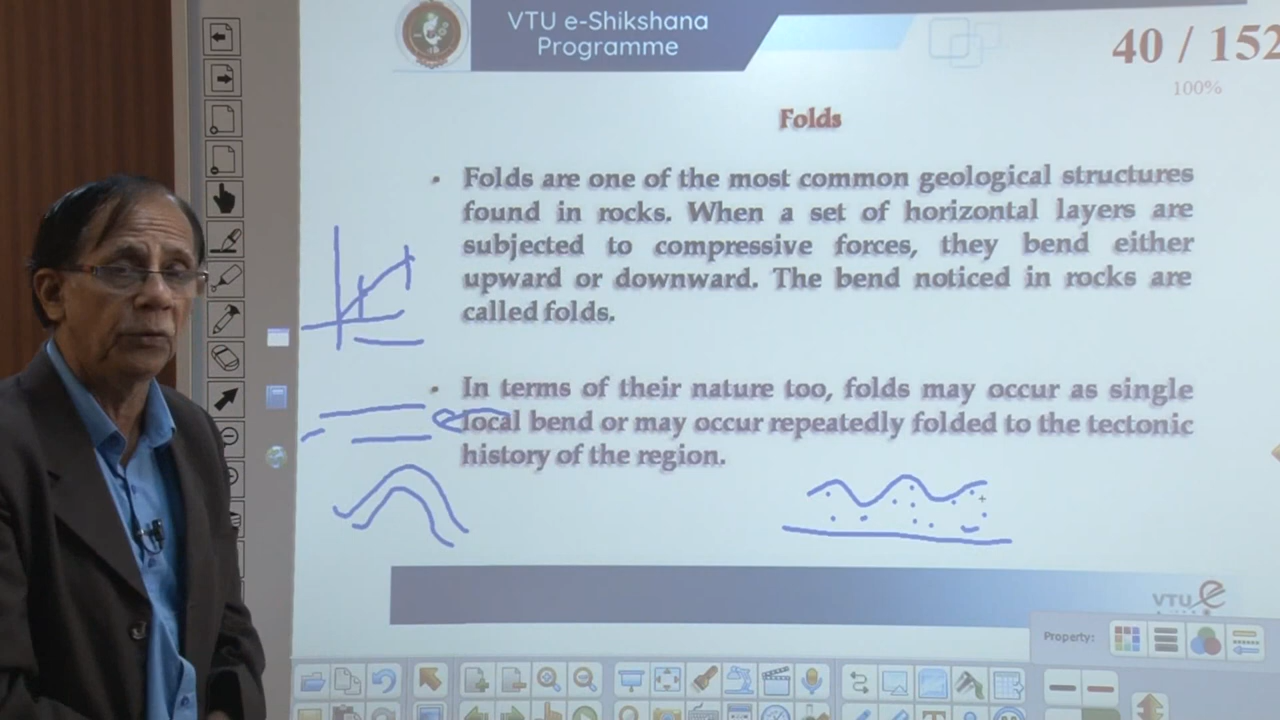 VTU e-Shikshana
Programme
40 / 152
100%
Folds
• Folds are one of the most common geological structures
found in rocks. When a set of horizontal layers are
subjected to compressive forces, they bend either
upward or downward. The bend noticed in rocks are
called folds.
• In terms of their nature too, folds may occur as single
local bend or may occur repeatedly folded to the tectonic
history of the region.
VTU e
Property: